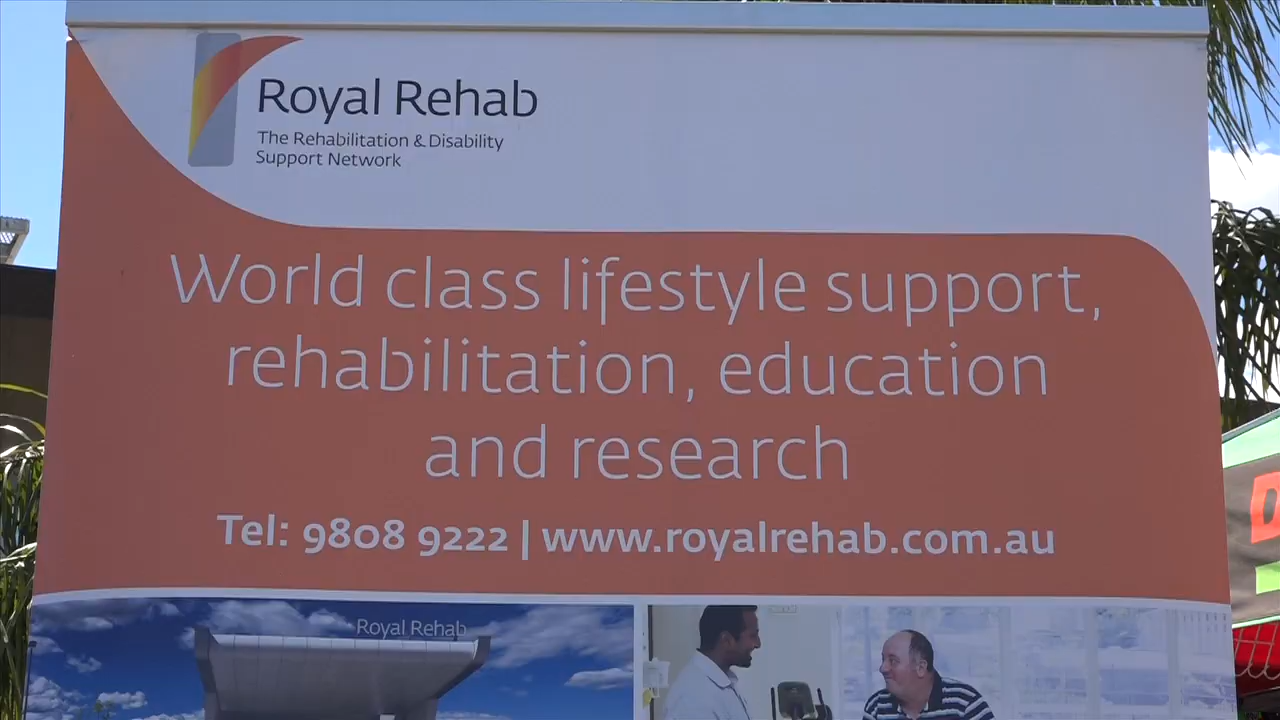 Royal Rehab
The Rehabilitation & Disability
Support Network
World class lifestyle support,
rehabilitation, education
and research
Tel: 9808 9222 | www.royalrehab.com.au
Royal Rehab
D